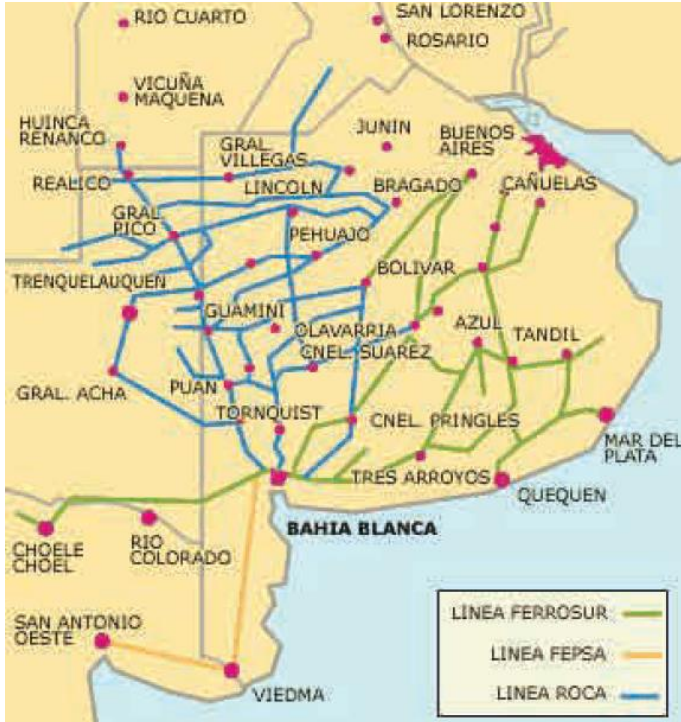 RIO CUARTO
SAN LORENZO
ROSARIO
VICUÑA
MAQUENA
HUINCA
RENANCO
JUNIN
BUENOS
AIRES
GRAL.
VILLEGAS
REALICO
LINCOLN
BRAGADO
CAÑUELAS
GRAL.
PICO
PEHUAJO
BOLIVAR
TRENQUELAUQUEN
GUAMINI
OLAVARRIA
AZUL
TANDIL
CNEL. SUAREZ
GRAL. ACHA
PUAN
TORNQUIST
CNEL. PRINGLES
MAR DEL
PLATA
TRES ARROYOS
QUEQUEN
BAHIA BLANCA
CHOELE
CHOEL
RIO
COLORADO
SAN ANTONIO
OESTE
VIEDMA
LINEA FERROSUR
LINEA FEPSA
LINEA ROCA